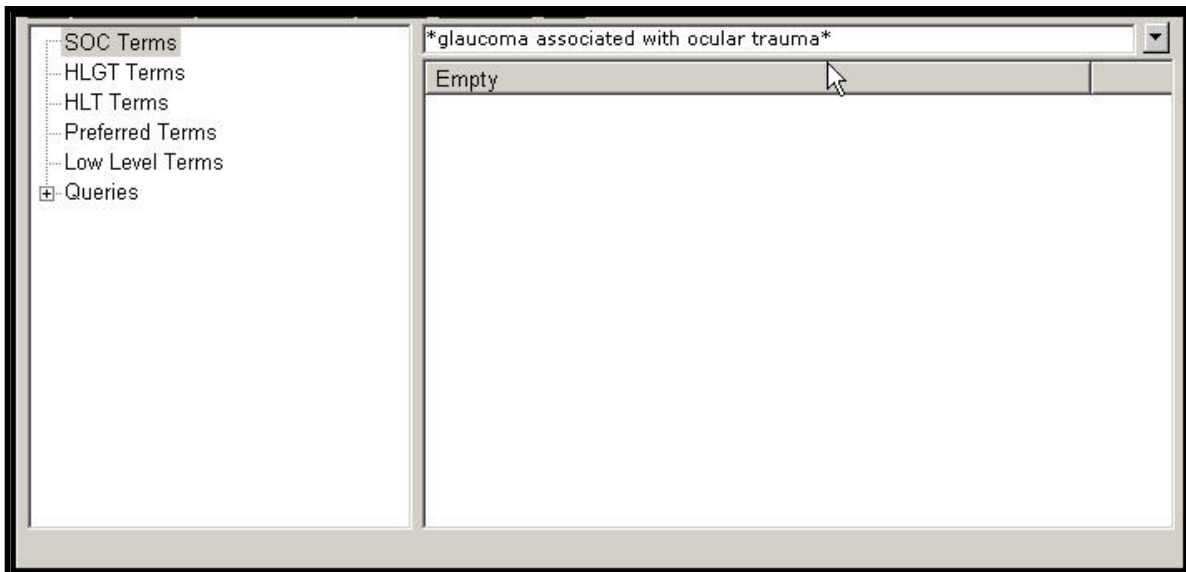 SOC Terms
HLGT Terms
HLT Terms
Preferred Terms
Low Level Terms
Queries
*glaucoma associated with ocular trauma*
Empty